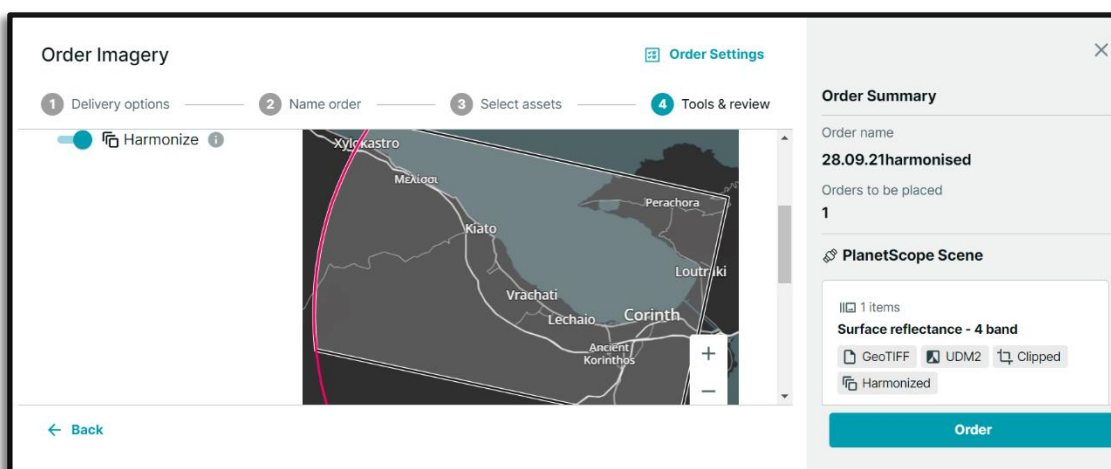 Order Imagery
Order Settings
1 Delivery options
2 Name order
3 Select assets
4 Tools & review
Harmonize
Xylokastro
Μελίσσι
Kiato
Perachora
Loutraki
Vrachati
Lechaio
Corinth
Ancient
Korinthos
+
−
← Back
Order Summary
Order name
28.09.21harmonised
Orders to be placed
1
PlanetScope Scene
1 items
Surface reflectance - 4 band
GeoTIFF UDM2 Clipped
Harmonized
Order